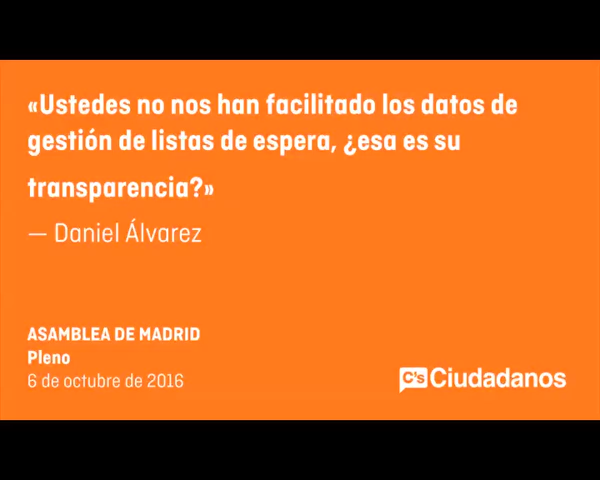 «Ustedes no nos han facilitado los datos de
gestión de listas de espera, ¿esa es su
transparencia?»
— Daniel Álvarez
ASAMBLEA DE MADRID
Pleno
6 de octubre de 2016
C's Ciudadanos